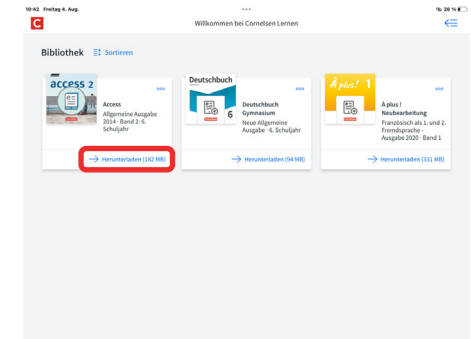 10:42 Freitag 4. Aug.
26 %
C
Willkommen bei Cornelsen Lernen
Bibliothek
Sortieren
access 2
Access
Allgemeine Ausgabe
2014 · Band 2: 6.
Schuljahr
Herunterladen (182 MB)
Deutschbuch
6
Deutschbuch
Gymnasium
Neue Allgemeine
Ausgabe · 6. Schuljahr
Herunterladen (94 MB)
À plus ! 1
À plus !
Neubearbeitung
Französisch als 1. und 2.
Fremdsprache ·
Ausgabe 2020 · Band 1
Herunterladen (331 MB)